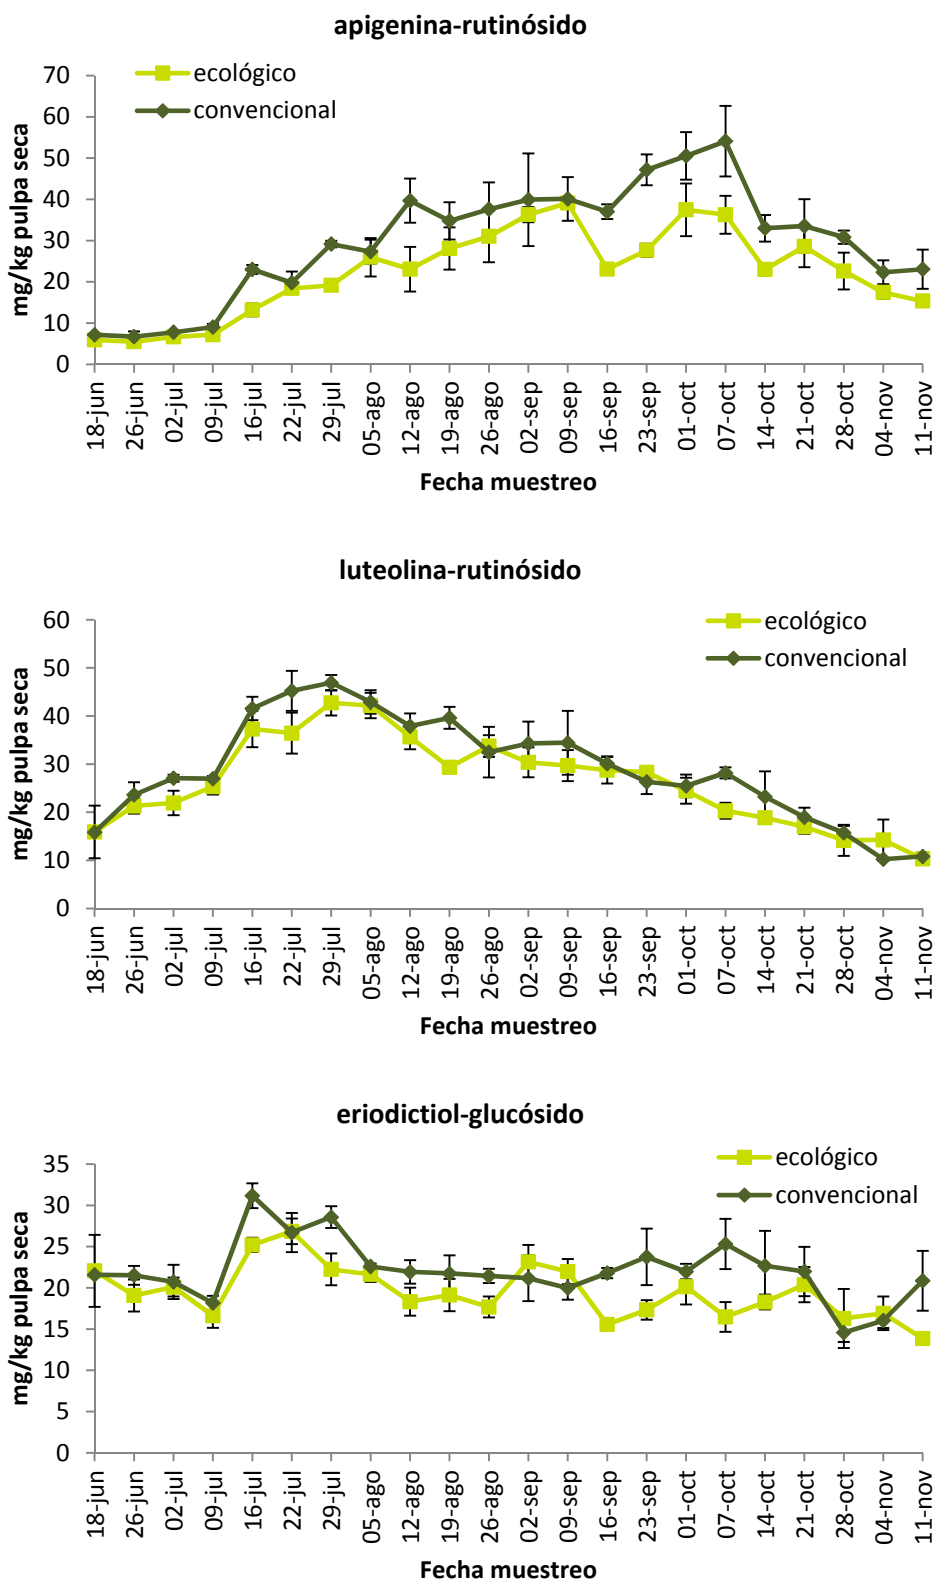 apigenina-rutinósido
ecológico
convencional
mg/kg pulpa seca
70
60
50
40
30
20
10
0
18-jun
26-jun
02-jul
09-jul
16-jul
22-jul
29-jul
05-ago
12-ago
19-ago
26-ago
02-sep
09-sep
16-sep
23-sep
01-oct
07-oct
14-oct
21-oct
28-oct
04-nov
11-nov
Fecha muestreo
luteolina-rutinósido
ecológico
convencional
mg/kg pulpa seca
60
50
40
30
20
10
0
18-jun
26-jun
02-jul
09-jul
16-jul
22-jul
29-jul
05-ago
12-ago
19-ago
26-ago
02-sep
09-sep
16-sep
23-sep
01-oct
07-oct
14-oct
21-oct
28-oct
04-nov
11-nov
Fecha muestreo
eriodictiol-glucósido
ecológico
convencional
mg/kg pulpa seca
35
30
25
20
15
10
5
0
18-jun
26-jun
02-jul
09-jul
16-jul
22-jul
29-jul
05-ago
12-ago
19-ago
26-ago
02-sep
09-sep
16-sep
23-sep
01-oct
07-oct
14-oct
21-oct
28-oct
04-nov
11-nov
Fecha muestreo